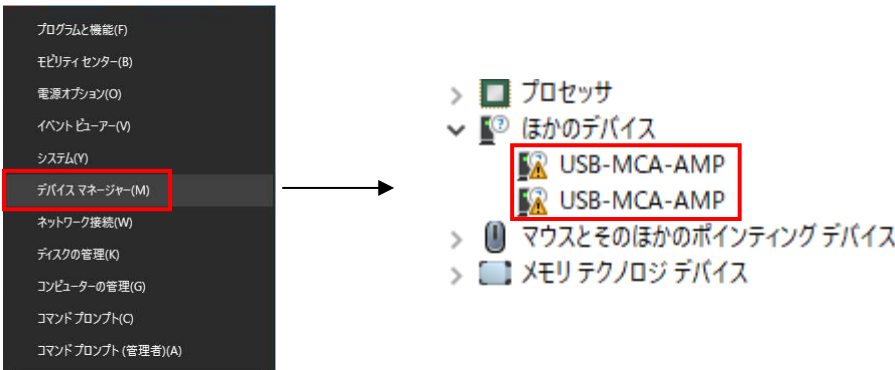 プログラムと機能(F)
モビリティ センター(B)
電源オプション(O)
イベント ビューアー(V)
システム(Y)
デバイス マネージャー(M)
ネットワーク接続(W)
ディスクの管理(K)
コンピューターの管理(G)
コマンド プロンプト(C)
コマンド プロンプト (管理者)(A)
プロセッサ
ほかのデバイス
USB-MCA-AMP
USB-MCA-AMP
マウスとそのほかのポインティング デバイス
メモリ テクノロジ デバイス